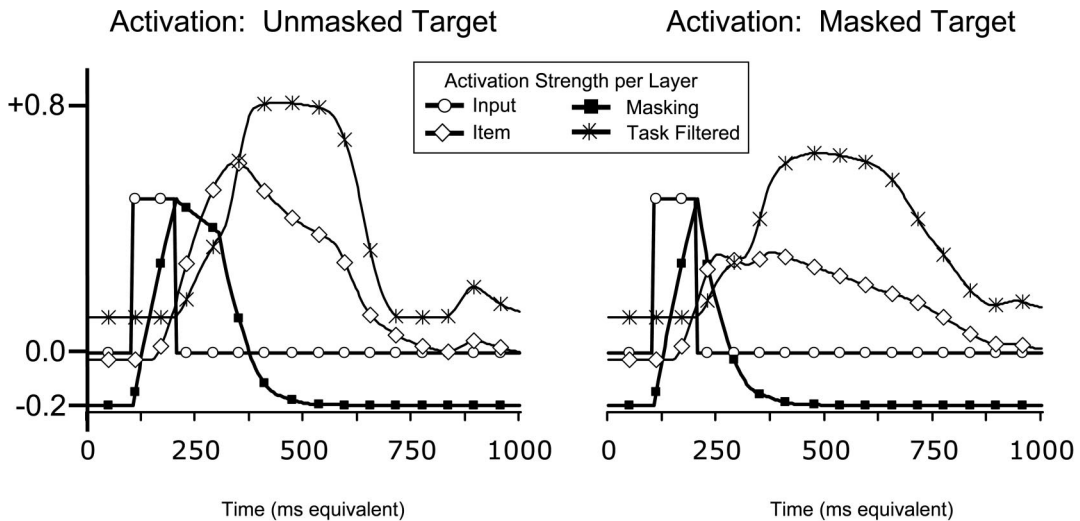 Activation: Unmasked Target
Activation: Masked Target
Activation Strength per Layer
Input
Masking
Item
Task Filtered
+0.8
0.0
-0.2
0 250 500 750 1000
0 250 500 750 1000
Time (ms equivalent)
Time (ms equivalent)